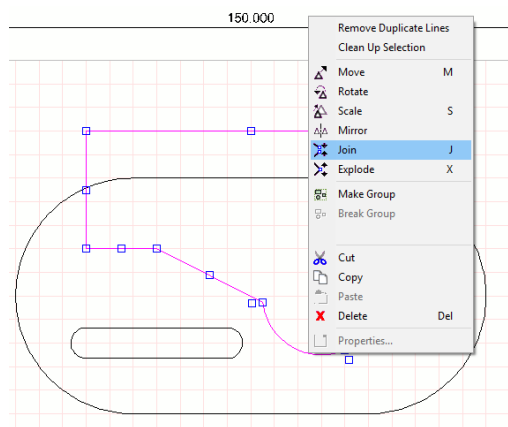 150.000
Remove Duplicate Lines
Clean Up Selection
Move M
Rotate
Scale S
Mirror
Join J
Explode X
Make Group
Break Group
Cut
Copy
Paste
Delete Del
Properties...